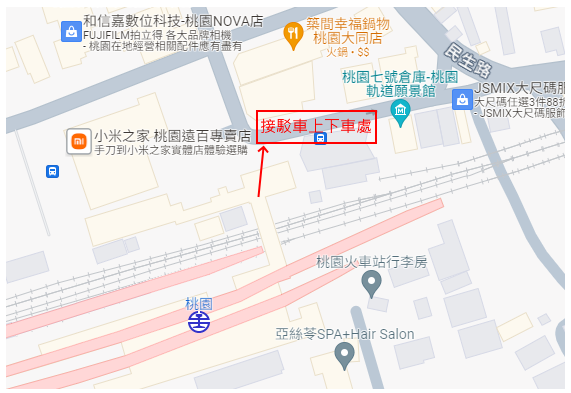 和信嘉數位科技-桃園NOVA店
FUJIFILM拍立得 各大品牌相機
- 桃園在地經營相關配件應有盡有
築間幸福鍋物
桃園大同店
火鍋・$$
民生路
桃園七號倉庫-桃園
軌道願景館
JSMIX大尺碼服
大尺碼任選3件88折
- JSMIX大尺碼服飾
接駁車上下車處
小米之家 桃園遠百專賣店
手刀到小米之家實體店體驗選購
桃園火車站行李房
桃園
亞絲苓SPA+Hair Salon